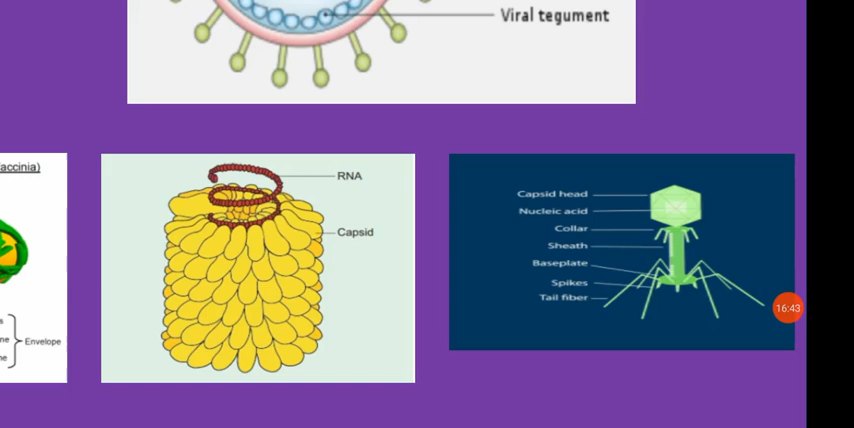 Viral tegument
accinia)
RNA
Capsid
Envelope
Capsid head
Nucleic acid
Collar
Sheath
Baseplate
Spikes
Tail fiber
16:43